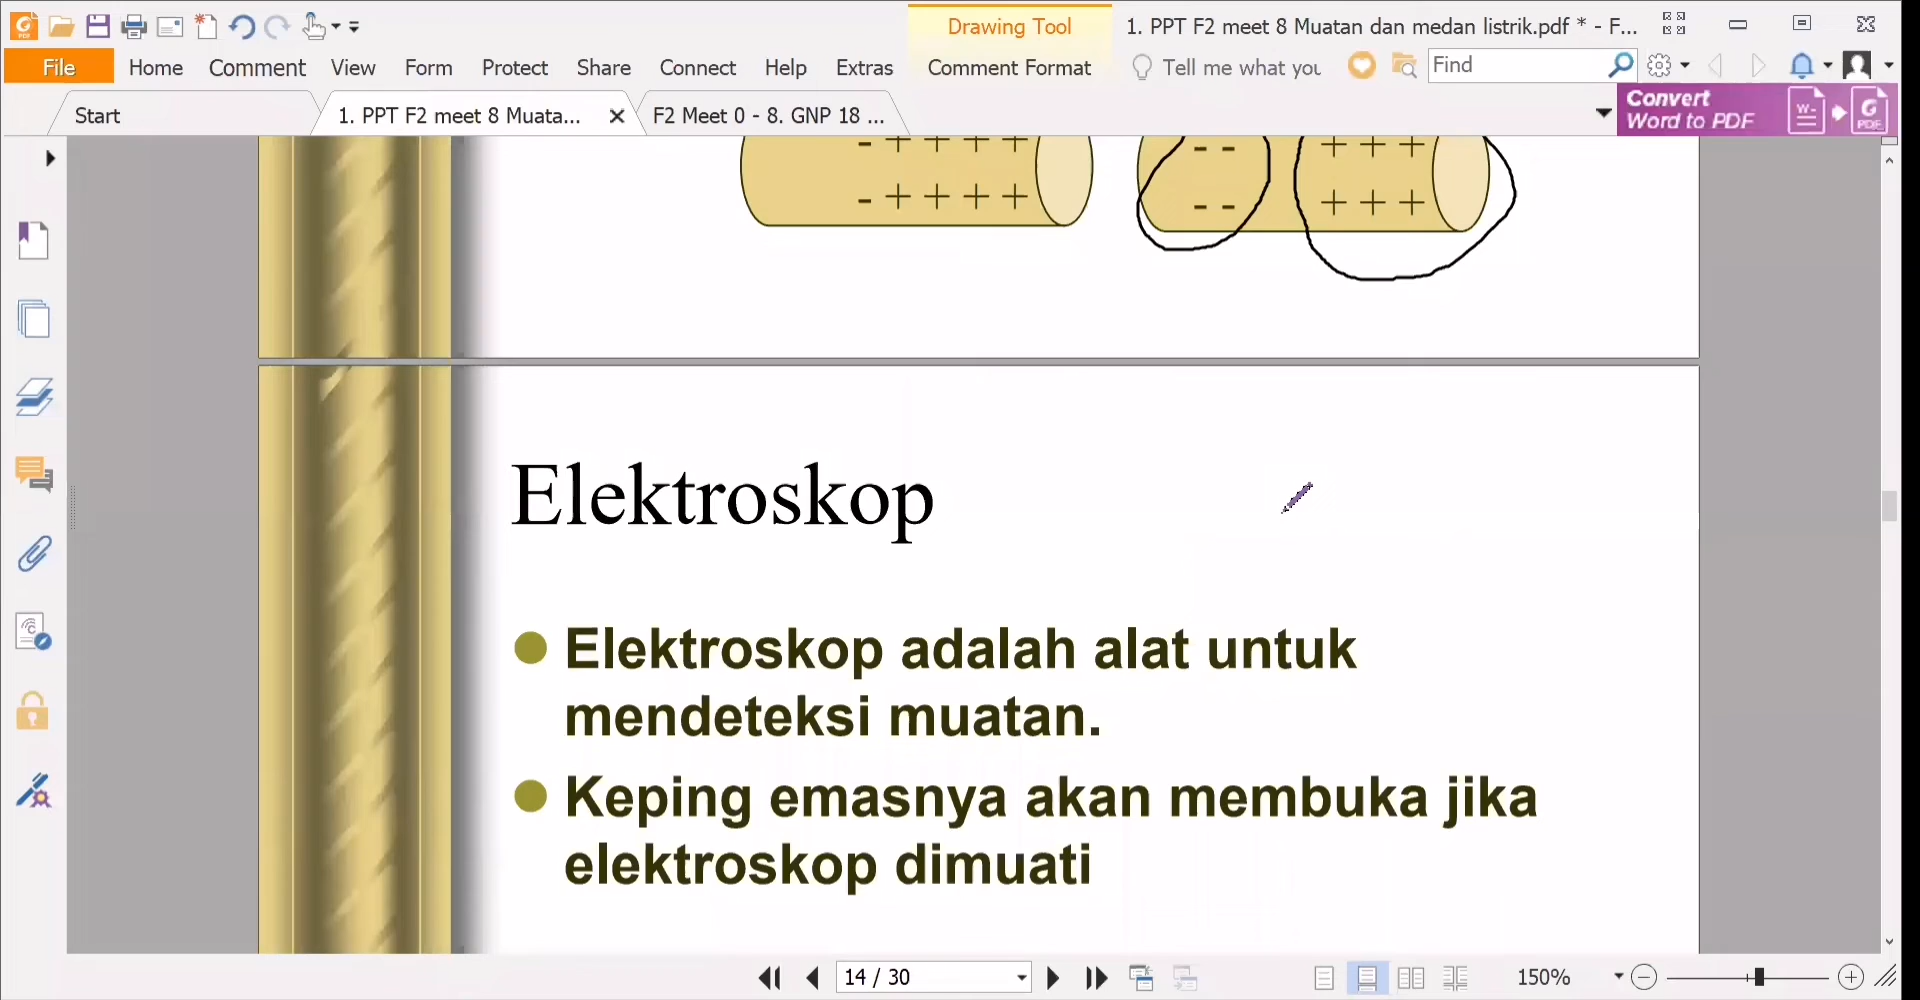 Drawing Tool
1. PPT F2 meet 8 Muatan dan medan listrik.pdf * - F...
File Home Comment View Form Protect Share Connect Help Extras Comment Format Tell me what you Find
Start
1. PPT F2 meet 8 Muata...
F2 Meet 0 - 8. GNP 18 ...
Convert
Word to PDF
- + + + +
- + + + +
- - + + +
- - + + +
Elektroskop
Elektroskop adalah alat untuk
mendeteksi muatan.
Keping emasnya akan membuka jika
elektroskop dimuati
14 / 30
150%